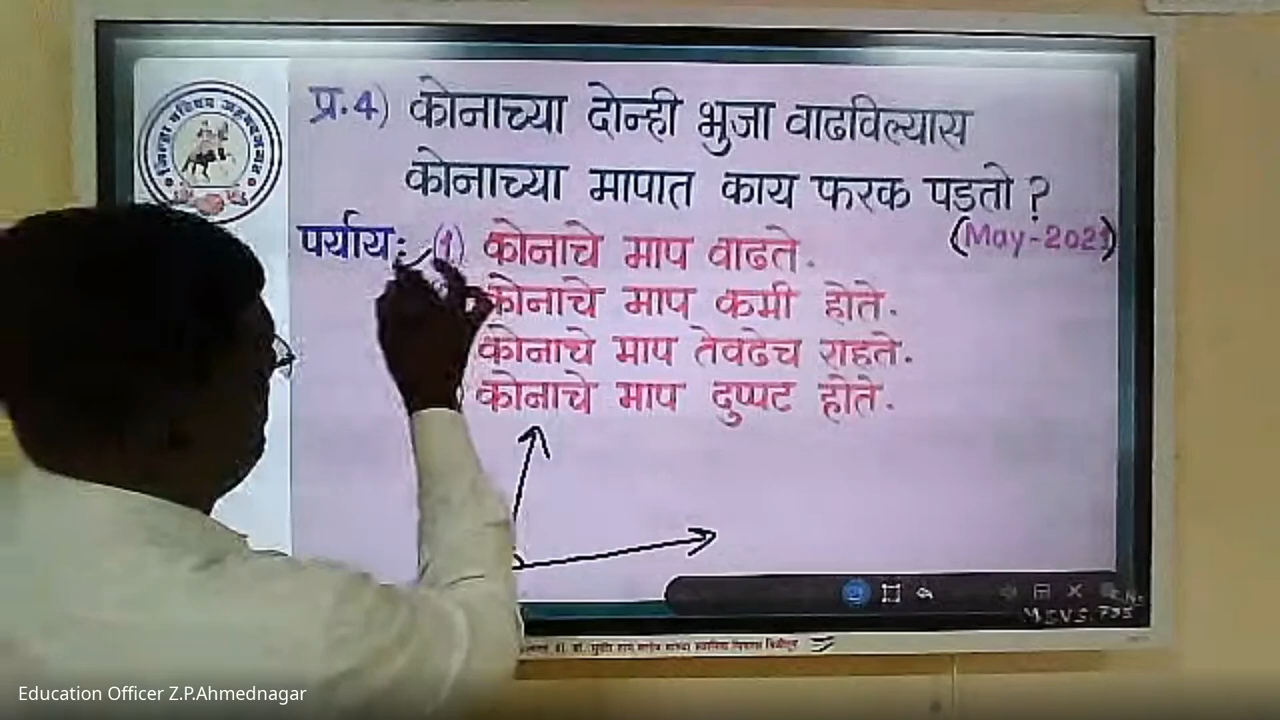 प्र.4) कोनाच्या दोन्ही भुजा वाढविल्यास
कोनाच्या मापात काय फरक पडतो ?
(May-2021)
पर्याय: (1) कोनाचे माप वाढते.
कोनाचे माप कमी होते.
कोनाचे माप तेवढेच राहते.
कोनाचे माप दुप्पट होते.
Education Officer Z.P.Ahmednagar